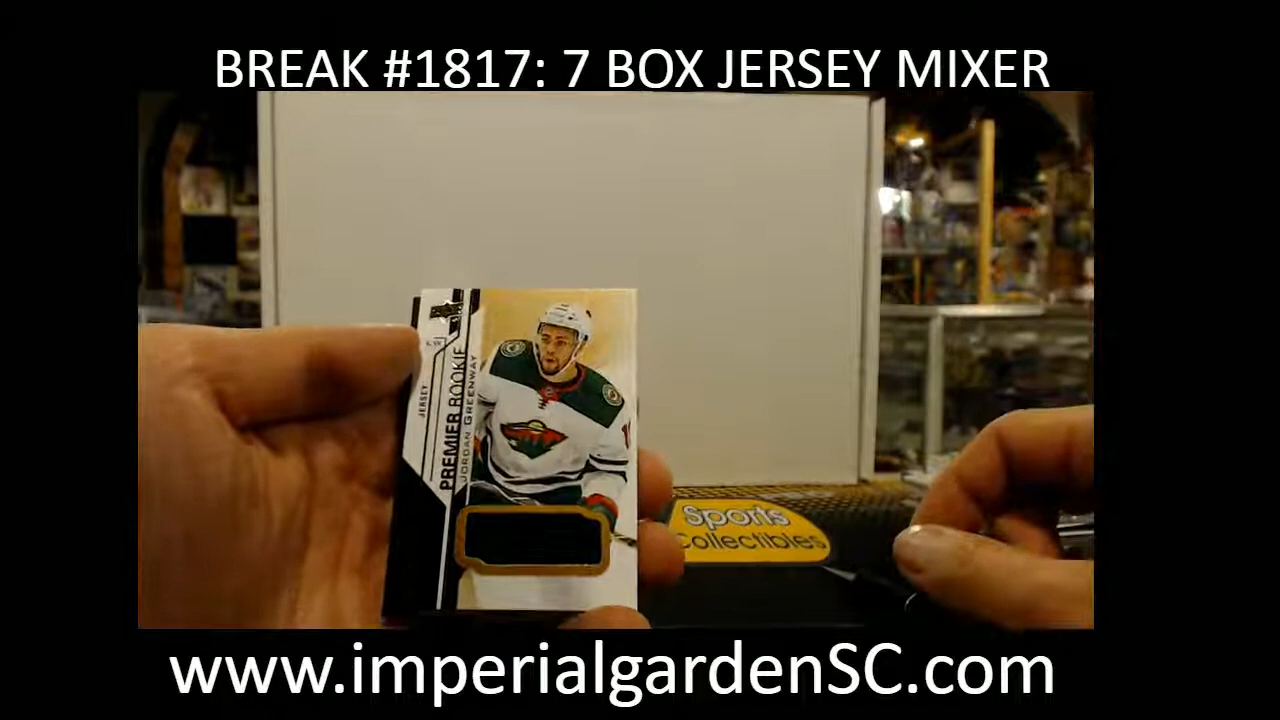 BREAK #1817: 7 BOX JERSEY MIXER
JERSEY
PREMIER ROOKIE
JORDAN GREENWAY
Sports
Collectibles
www.imperialgardenSC.com